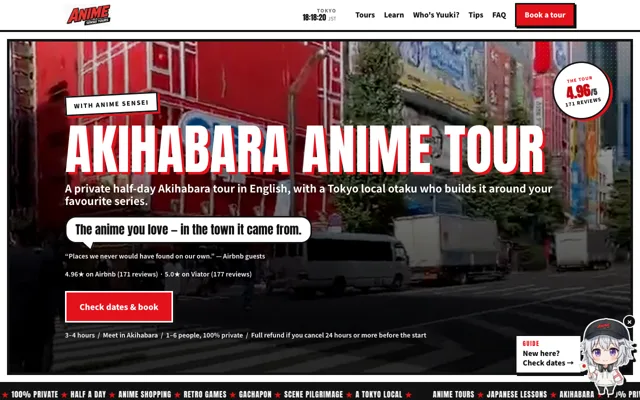 ANIME
TOKYO
18:18:20 JST
Tours
Learn
Who's Yuuki?
Tips
FAQ
Book a tour
WITH ANIME SENSEI
THE TOUR
4.96/5
171 REVIEWS
AKIHABARA ANIME TOUR
A private half-day Akihabara tour in English, with a Tokyo local otaku who builds it around your
favourite series.
The anime you love – in the town it came from.
“Places we never would have found on our own.” — Airbnb guests
4.96★ on Airbnb (171 reviews) · 5.0★ on Viator (177 reviews)
Check dates & book
3–4 hours / Meet in Akihabara / 1–6 people, 100% private / Full refund if you cancel 24 hours or more before the start
GUIDE
New here?
Check dates →
★ 100% PRIVATE ★ HALF A DAY ★ ANIME SHOPPING ★ RETRO GAMES ★ GACHAPON ★ SCENE PILGRIMAGE ★ A TOKYO LOCAL ★ ANIME TOURS ★ JAPANESE LESSONS ★ AKIHABARA